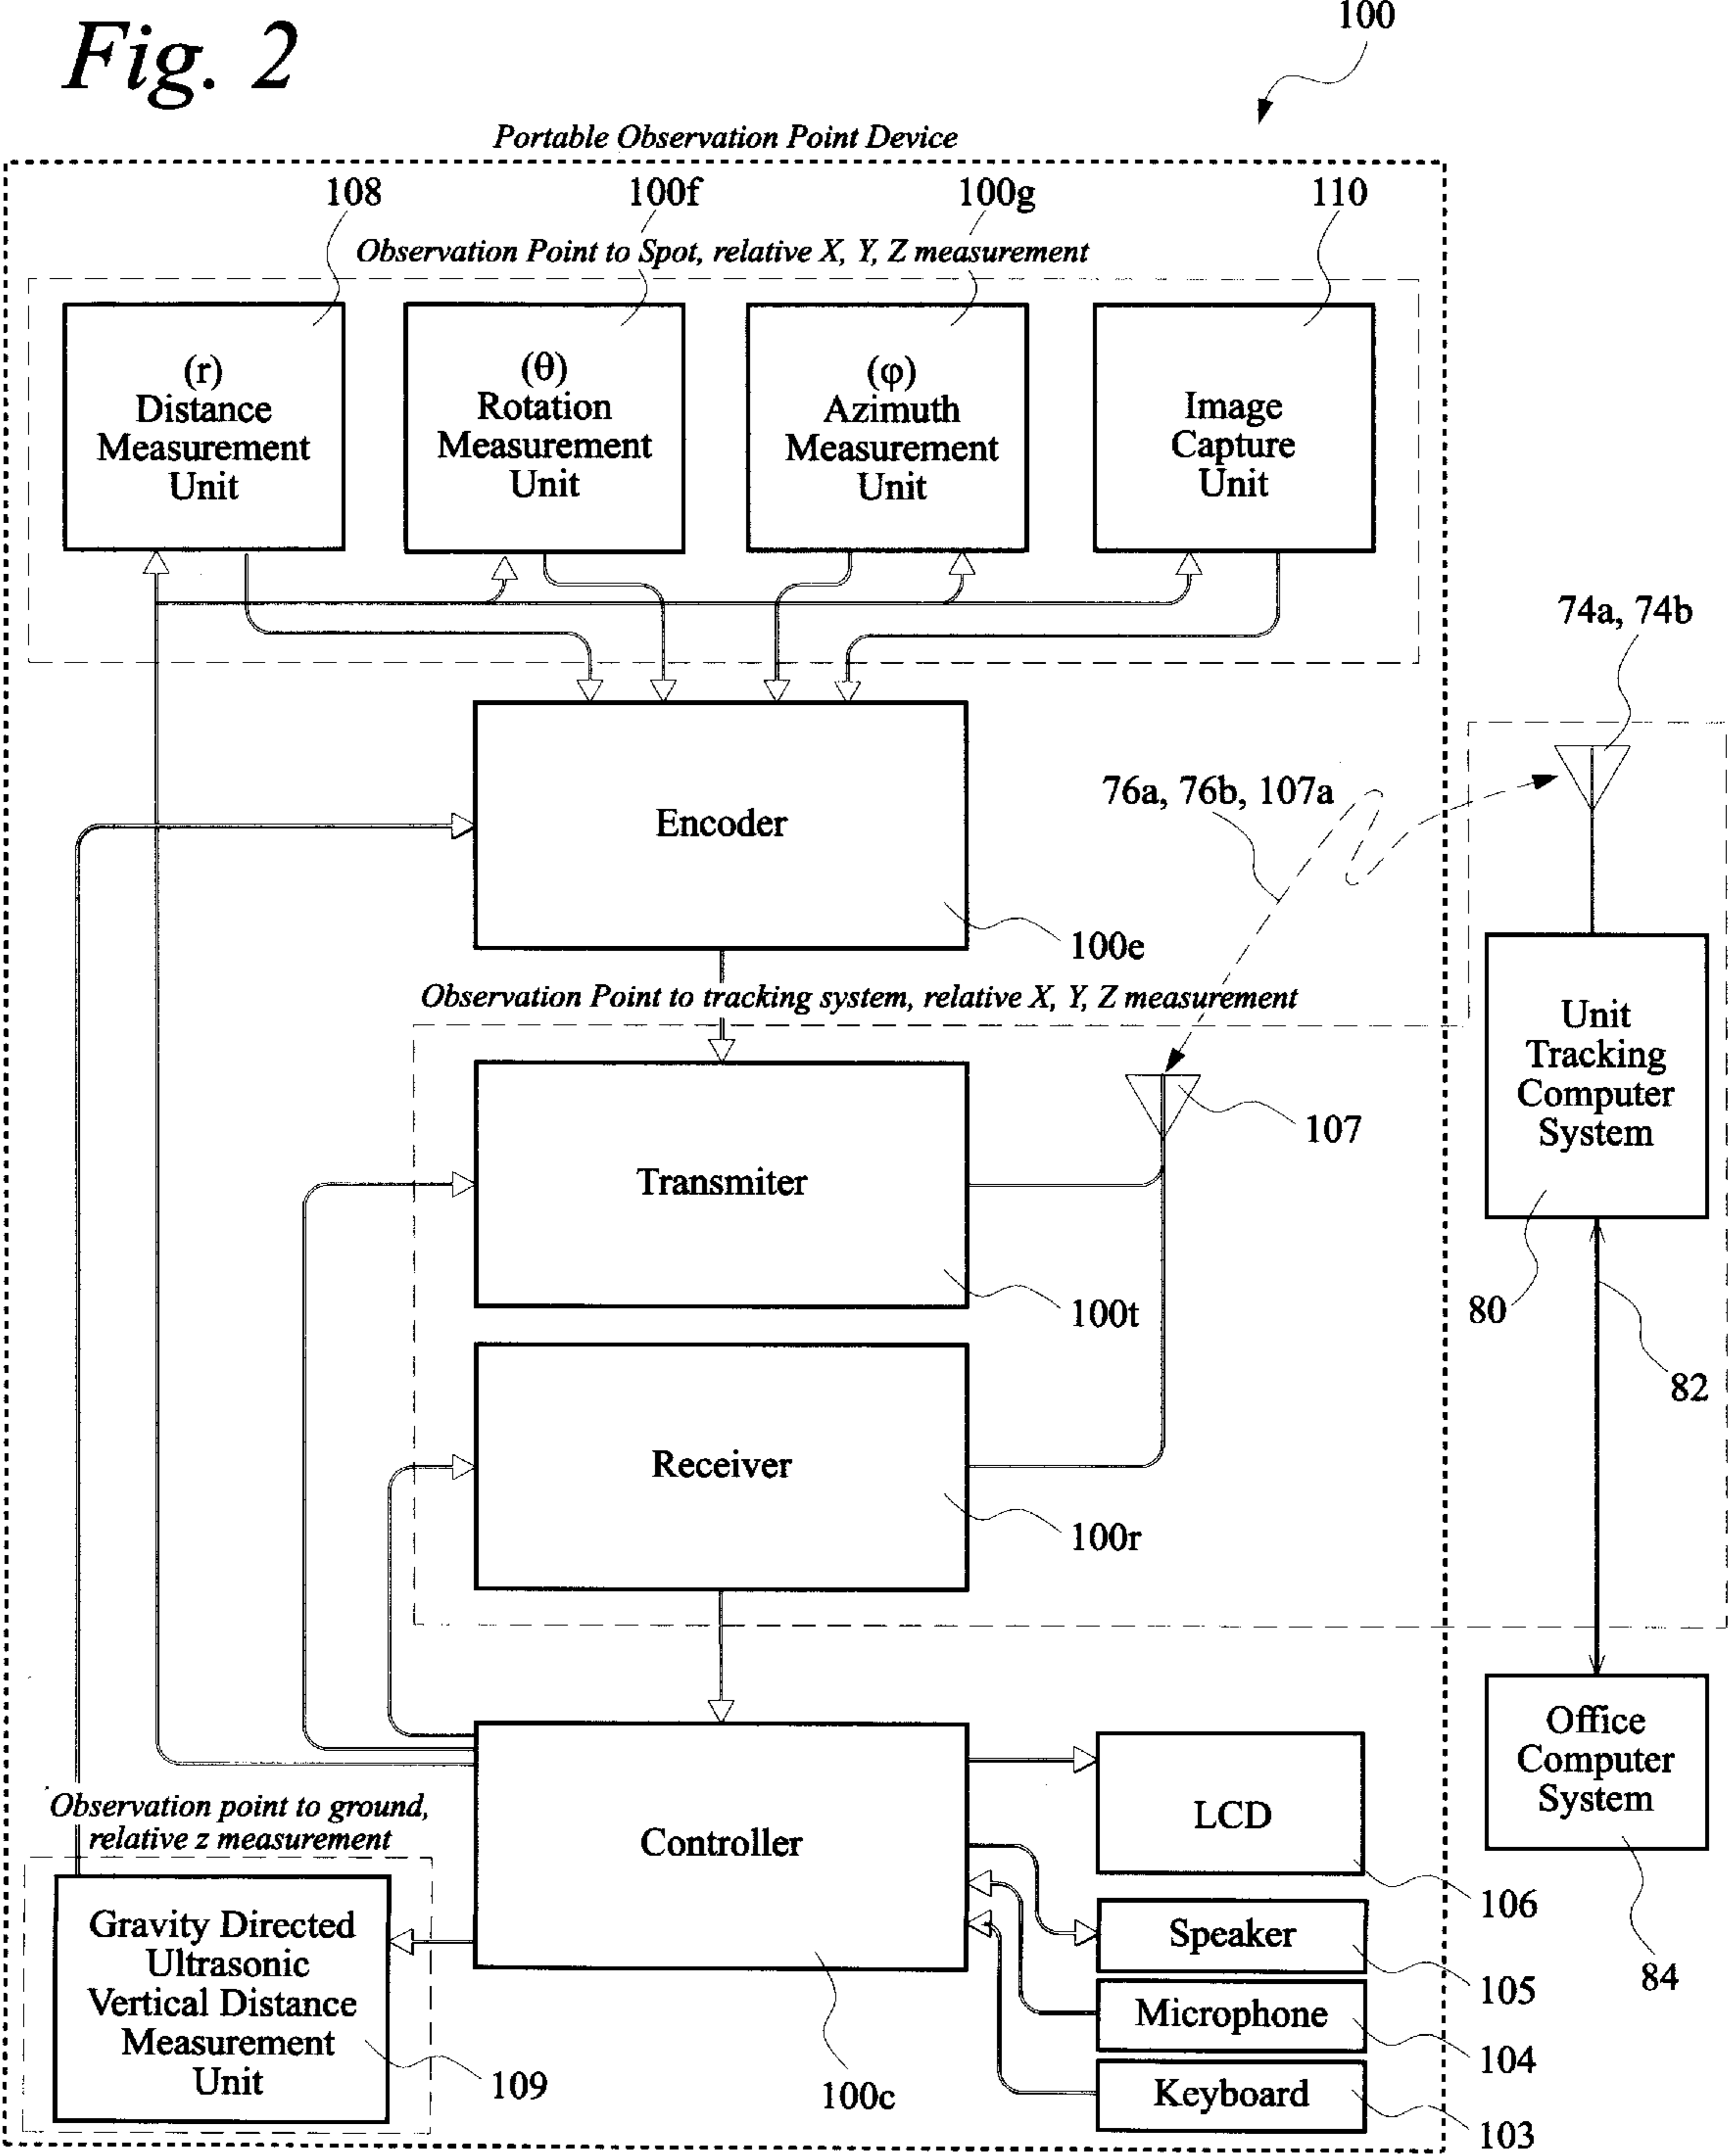 Fig. 2
100
Portable Observation Point Device
108
100f
100g
110
Observation Point to Spot, relative X, Y, Z measurement
(r)
Distance
Measurement
Unit
(θ)
Rotation
Measurement
Unit
(φ)
Azimuth
Measurement
Unit
Image
Capture
Unit
74a, 74b
76a, 76b, 107a
Encoder
100e
Observation Point to tracking system, relative X, Y, Z measurement
Unit
Tracking
Computer
System
107
Transmiter
100t
80
82
Receiver
100r
Office
Computer
System
84
Observation point to ground,
relative z measurement
Controller
100c
LCD
106
Speaker
105
Microphone
104
Keyboard
103
Gravity Directed
Ultrasonic
Vertical Distance
Measurement
Unit
109